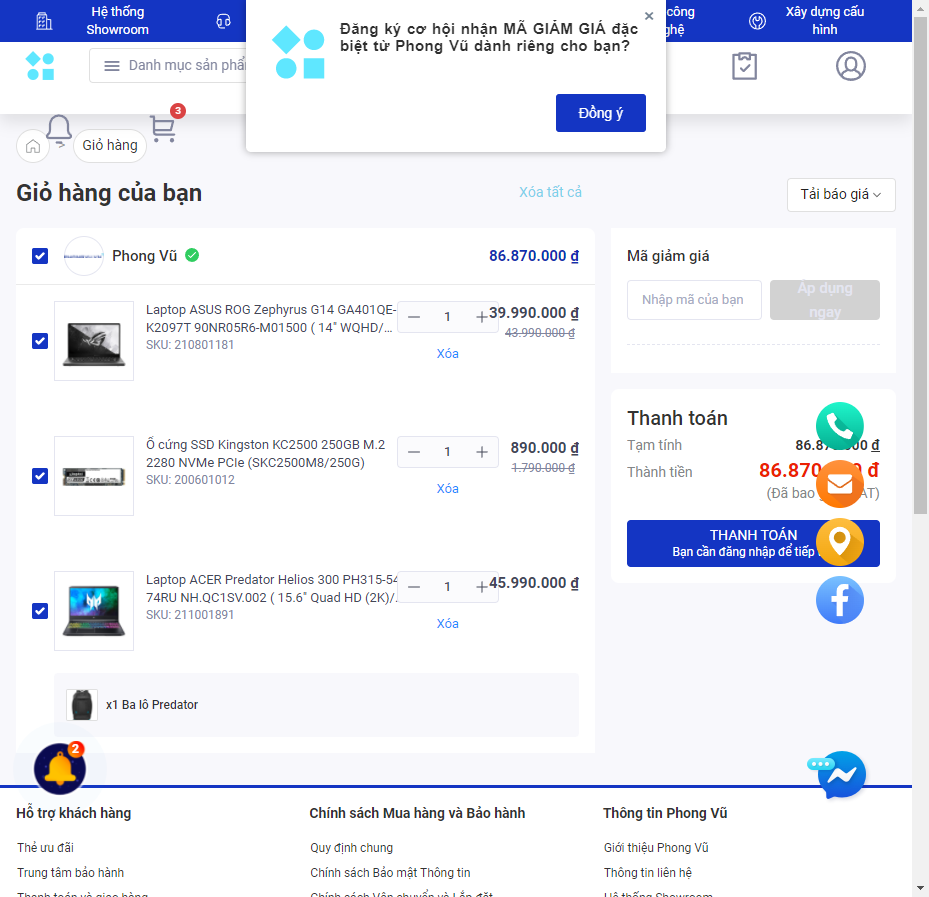 Hệ thống
Showroom
công
nghệ
Xây dựng cấu
hình
Đăng ký cơ hội nhận MÃ GIẢM GIÁ đặc
biệt từ Phong Vũ dành riêng cho bạn?
Đồng ý
Danh mục sản phẩ
3
Giỏ hàng
Giỏ hàng của bạn
Xóa tất cả
Tải báo giá
Phong Vũ
86.870.000 ₫
Laptop ASUS ROG Zephyrus G14 GA401QE-
K2097T 90NR05R6-M01500 ( 14" WQHD/...
SKU: 210801181
1
39.990.000 ₫
43.990.000 ₫
Xóa
Ổ cứng SSD Kingston KC2500 250GB M.2
2280 NVMe PCIe (SKC2500M8/250G)
SKU: 200601012
1
890.000 ₫
1.790.000 ₫
Xóa
Laptop ACER Predator Helios 300 PH315-54
74RU NH.QC1SV.002 ( 15.6" Quad HD (2K)/..
SKU: 211001891
1
45.990.000 ₫
Xóa
x1 Ba lô Predator
Mã giảm giá
Nhập mã của bạn
Áp dụng
ngay
Thanh toán
Tạm tính
86.870.000 ₫
Thành tiền
86.870.000 ₫
(Đã bao gồm VAT)
THANH TOÁN
Bạn cần đăng nhập để tiếp
2
Hỗ trợ khách hàng
Thẻ ưu đãi
Trung tâm bảo hành
Thanh toán và giao hàng
Chính sách Mua hàng và Bảo hành
Quy định chung
Chính sách Bảo mật Thông tin
Chính sách Vận chuyển và Lắp đặt
Thông tin Phong Vũ
Giới thiệu Phong Vũ
Thông tin liên hệ
Hệ thống Showroom